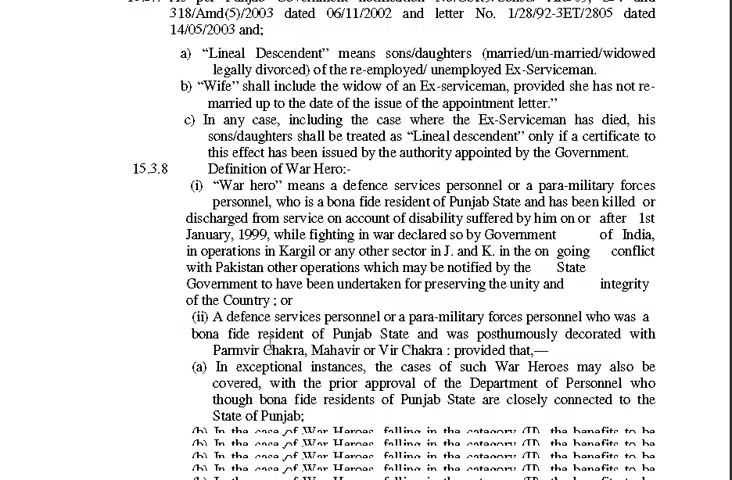 318/Amd(5)/2003 dated 06/11/2002 and letter No. 1/28/92-3ET/2805 dated
14/05/2003 and;
a) “Lineal Descendent” means sons/daughters (married/un-married/widowed
legally divorced) of the re-employed/ unemployed Ex-Serviceman.
b) “Wife” shall include the widow of an Ex-serviceman, provided she has not re-
married up to the date of the issue of the appointment letter.”
c) In any case, including the case where the Ex-Serviceman has died, his
sons/daughters shall be treated as “Lineal descendent” only if a certificate to
this effect has been issued by the authority appointed by the Government.
15.3.8 Definition of War Hero:-
(i) “War hero” means a defence services personnel or a para-military forces
personnel, who is a bona fide resident of Punjab State and has been killed or
discharged from service on account of disability suffered by him on or after 1st
January, 1999, while fighting in war declared so by Government of India,
in operations in Kargil or any other sector in J. and K. in the on going conflict
with Pakistan other operations which may be notified by the State
Government to have been undertaken for preserving the unity and integrity
of the Country ; or
(ii) A defence services personnel or a para-military forces personnel who was a
bona fide resident of Punjab State and was posthumously decorated with
Parmvir Chakra, Mahavir or Vir Chakra : provided that,—
(a) In exceptional instances, the cases of such War Heroes may also be
covered, with the prior approval of the Department of Personnel who
though bona fide residents of Punjab State are closely connected to the
State of Punjab;
(b) In the case of War Heroes falling in the category (II), the benefits to be